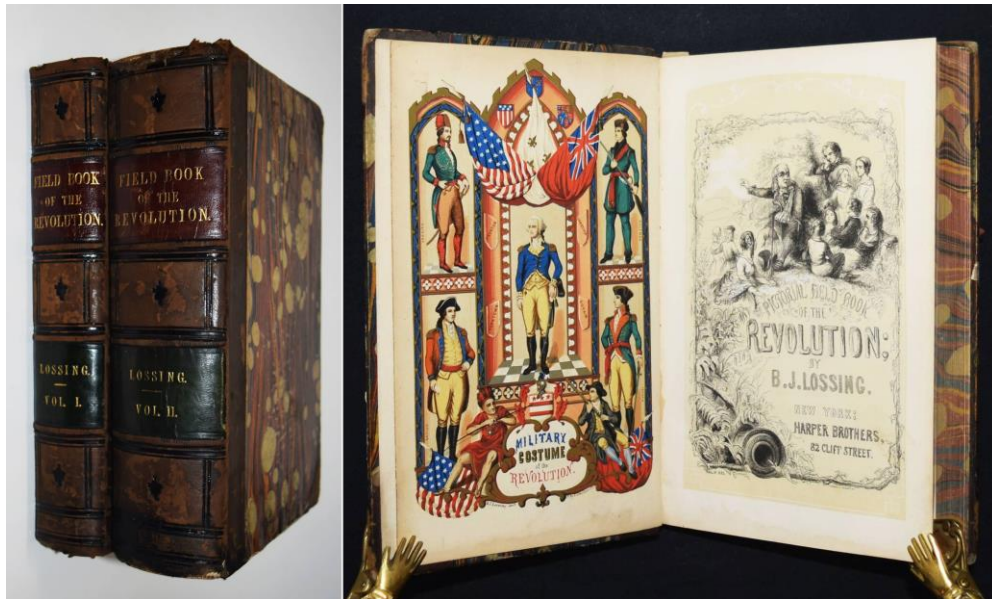 FIELD BOOK
OF THE
REVOLUTION.
LOSSING.
VOL. I.
FIELD BOOK
OF THE
REVOLUTION.
LOSSING.
VOL. II.
MILITARY
COSTUME
of the
REVOLUTION.
PICTORIAL FIELD BOOK
OF THE
REVOLUTION;
BY
B.J.LOSSING.
NEW YORK:
HARPER BROTHERS,
82 CLIFF STREET.